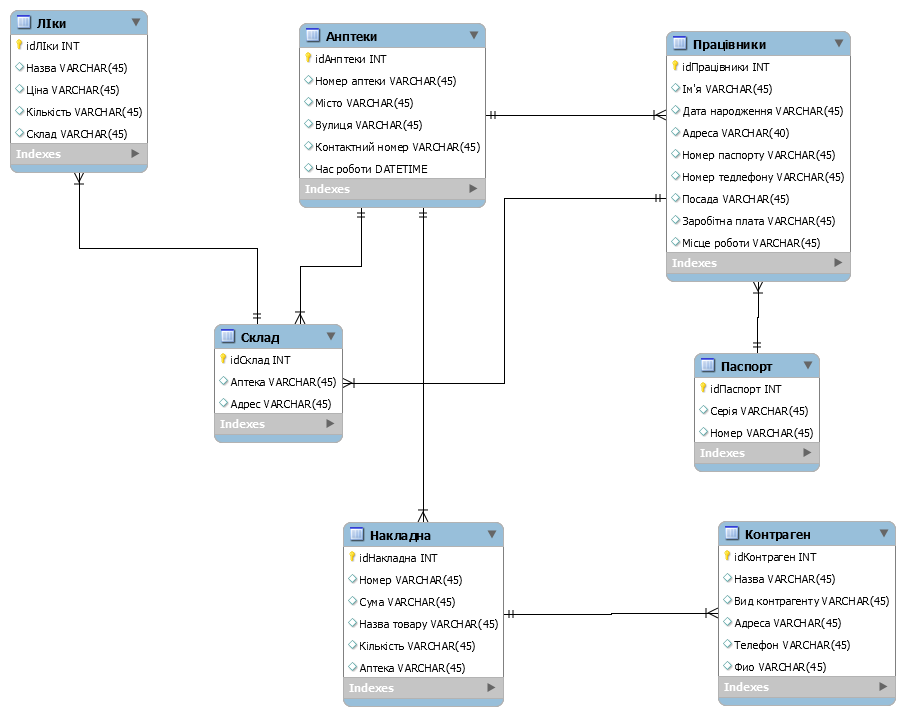 ЛІки
idЛІки INT
Назва VARCHAR(45)
Ціна VARCHAR(45)
Кількість VARCHAR(45)
Склад VARCHAR(45)
Indexes
Анптеки
idАнптеки INT
Номер аптеки VARCHAR(45)
Місто VARCHAR(45)
Вулиця VARCHAR(45)
Контактний номер VARCHAR(45)
Час роботи DATETIME
Indexes
Працівники
idПрацівники INT
Ім'я VARCHAR(45)
Дата народження VARCHAR(45)
Адреса VARCHAR(40)
Номер паспорту VARCHAR(45)
Номер тедлефону VARCHAR(45)
Посада VARCHAR(45)
Заробітна плата VARCHAR(45)
Місце роботи VARCHAR(45)
Indexes
Склад
idСклад INT
Аптека VARCHAR(45)
Адрес VARCHAR(45)
Indexes
Паспорт
idПаспорт INT
Серія VARCHAR(45)
Номер VARCHAR(45)
Indexes
Накладна
idНакладна INT
Номер VARCHAR(45)
Сума VARCHAR(45)
Назва товару VARCHAR(45)
Кількість VARCHAR(45)
Аптека VARCHAR(45)
Indexes
Контраген
idКонтраген INT
Назва VARCHAR(45)
Вид контрагенту VARCHAR(45)
Адреса VARCHAR(45)
Телефон VARCHAR(45)
Фио VARCHAR(45)
Indexes